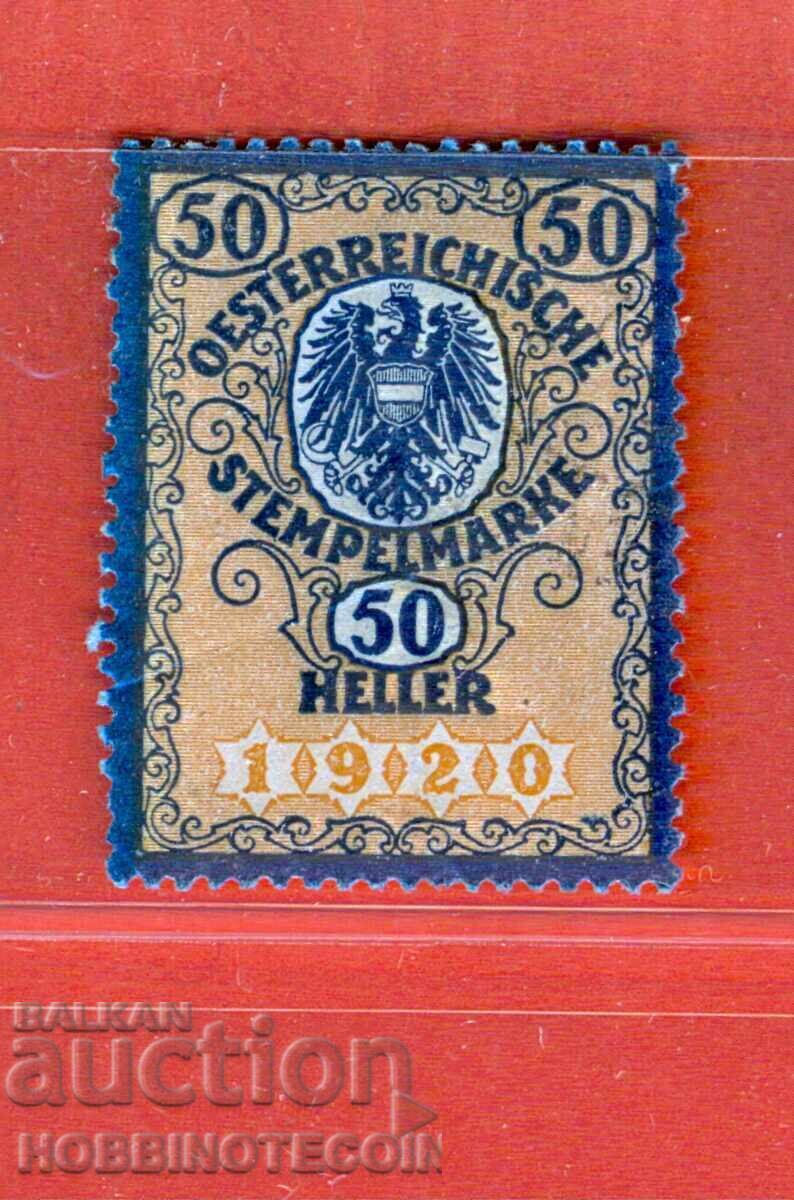 50 50
OESTERREICHISCHE
STEMPELMARKE
50
HELLER
1920
BALKAN
auction
HOBBINOTECOIN